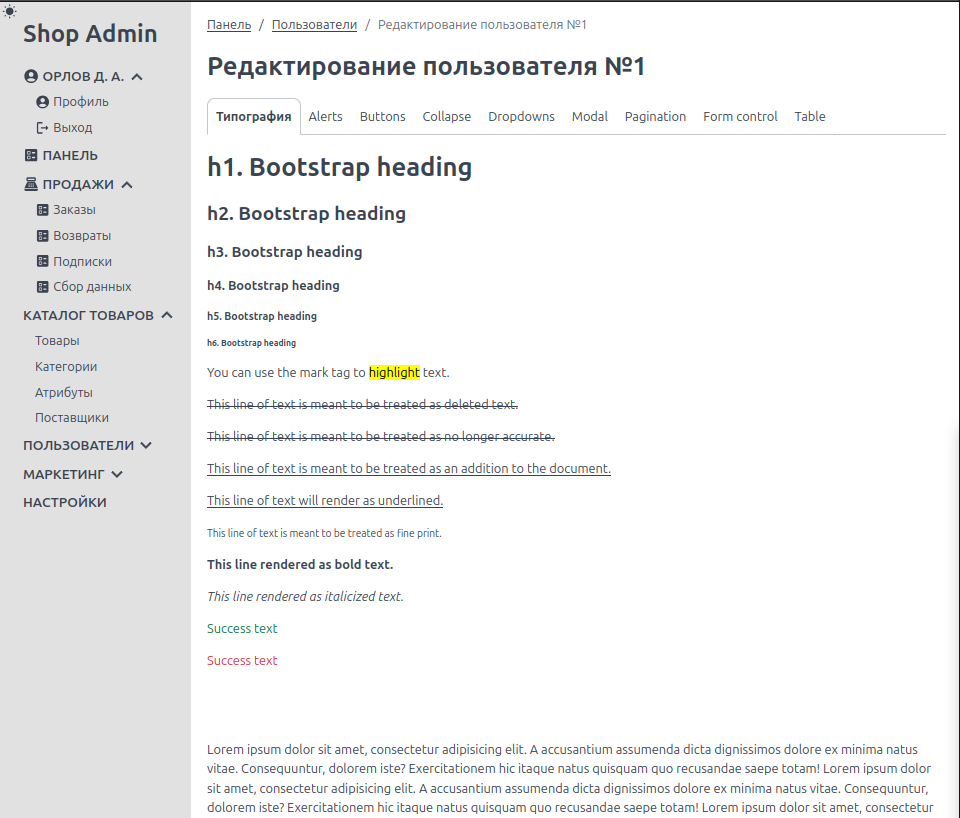 Shop Admin
ОРЛОВ Д. А.
Профиль
Выход
ПАНЕЛЬ
ПРОДАЖИ
Заказы
Возвраты
Подписки
Сбор данных
КАТАЛОГ ТОВАРОВ
Товары
Категории
Атрибуты
Поставщики
ПОЛЬЗОВАТЕЛИ
МАРКЕТИНГ
НАСТРОЙКИ
Панель / Пользователи / Редактирование пользователя №1
Редактирование пользователя №1
Типография Alerts Buttons Collapse Dropdowns Modal Pagination Form control Table
h1. Bootstrap heading
h2. Bootstrap heading
h3. Bootstrap heading
h4. Bootstrap heading
h5. Bootstrap heading
h6. Bootstrap heading
You can use the mark tag to highlight text.
This line of text is meant to be treated as deleted text.
This line of text is meant to be treated as no longer accurate.
This line of text is meant to be treated as an addition to the document.
This line of text will render as underlined.
This line of text is meant to be treated as fine print.
This line rendered as bold text.
This line rendered as italicized text.
Success text
Success text
Lorem ipsum dolor sit amet, consectetur adipisicing elit. A accusantium assumenda dicta dignissimos dolore ex minima natus
vitae. Consequuntur, dolorem iste? Exercitationem hic itaque natus quisquam quo recusandae saepe totam! Lorem ipsum dolor
sit amet, consectetur adipisicing elit. A accusantium assumenda dicta dignissimos dolore ex minima natus vitae. Consequuntur,
dolorem iste? Exercitationem hic itaque natus quisquam quo recusandae saepe totam! Lorem ipsum dolor sit amet, consectetur